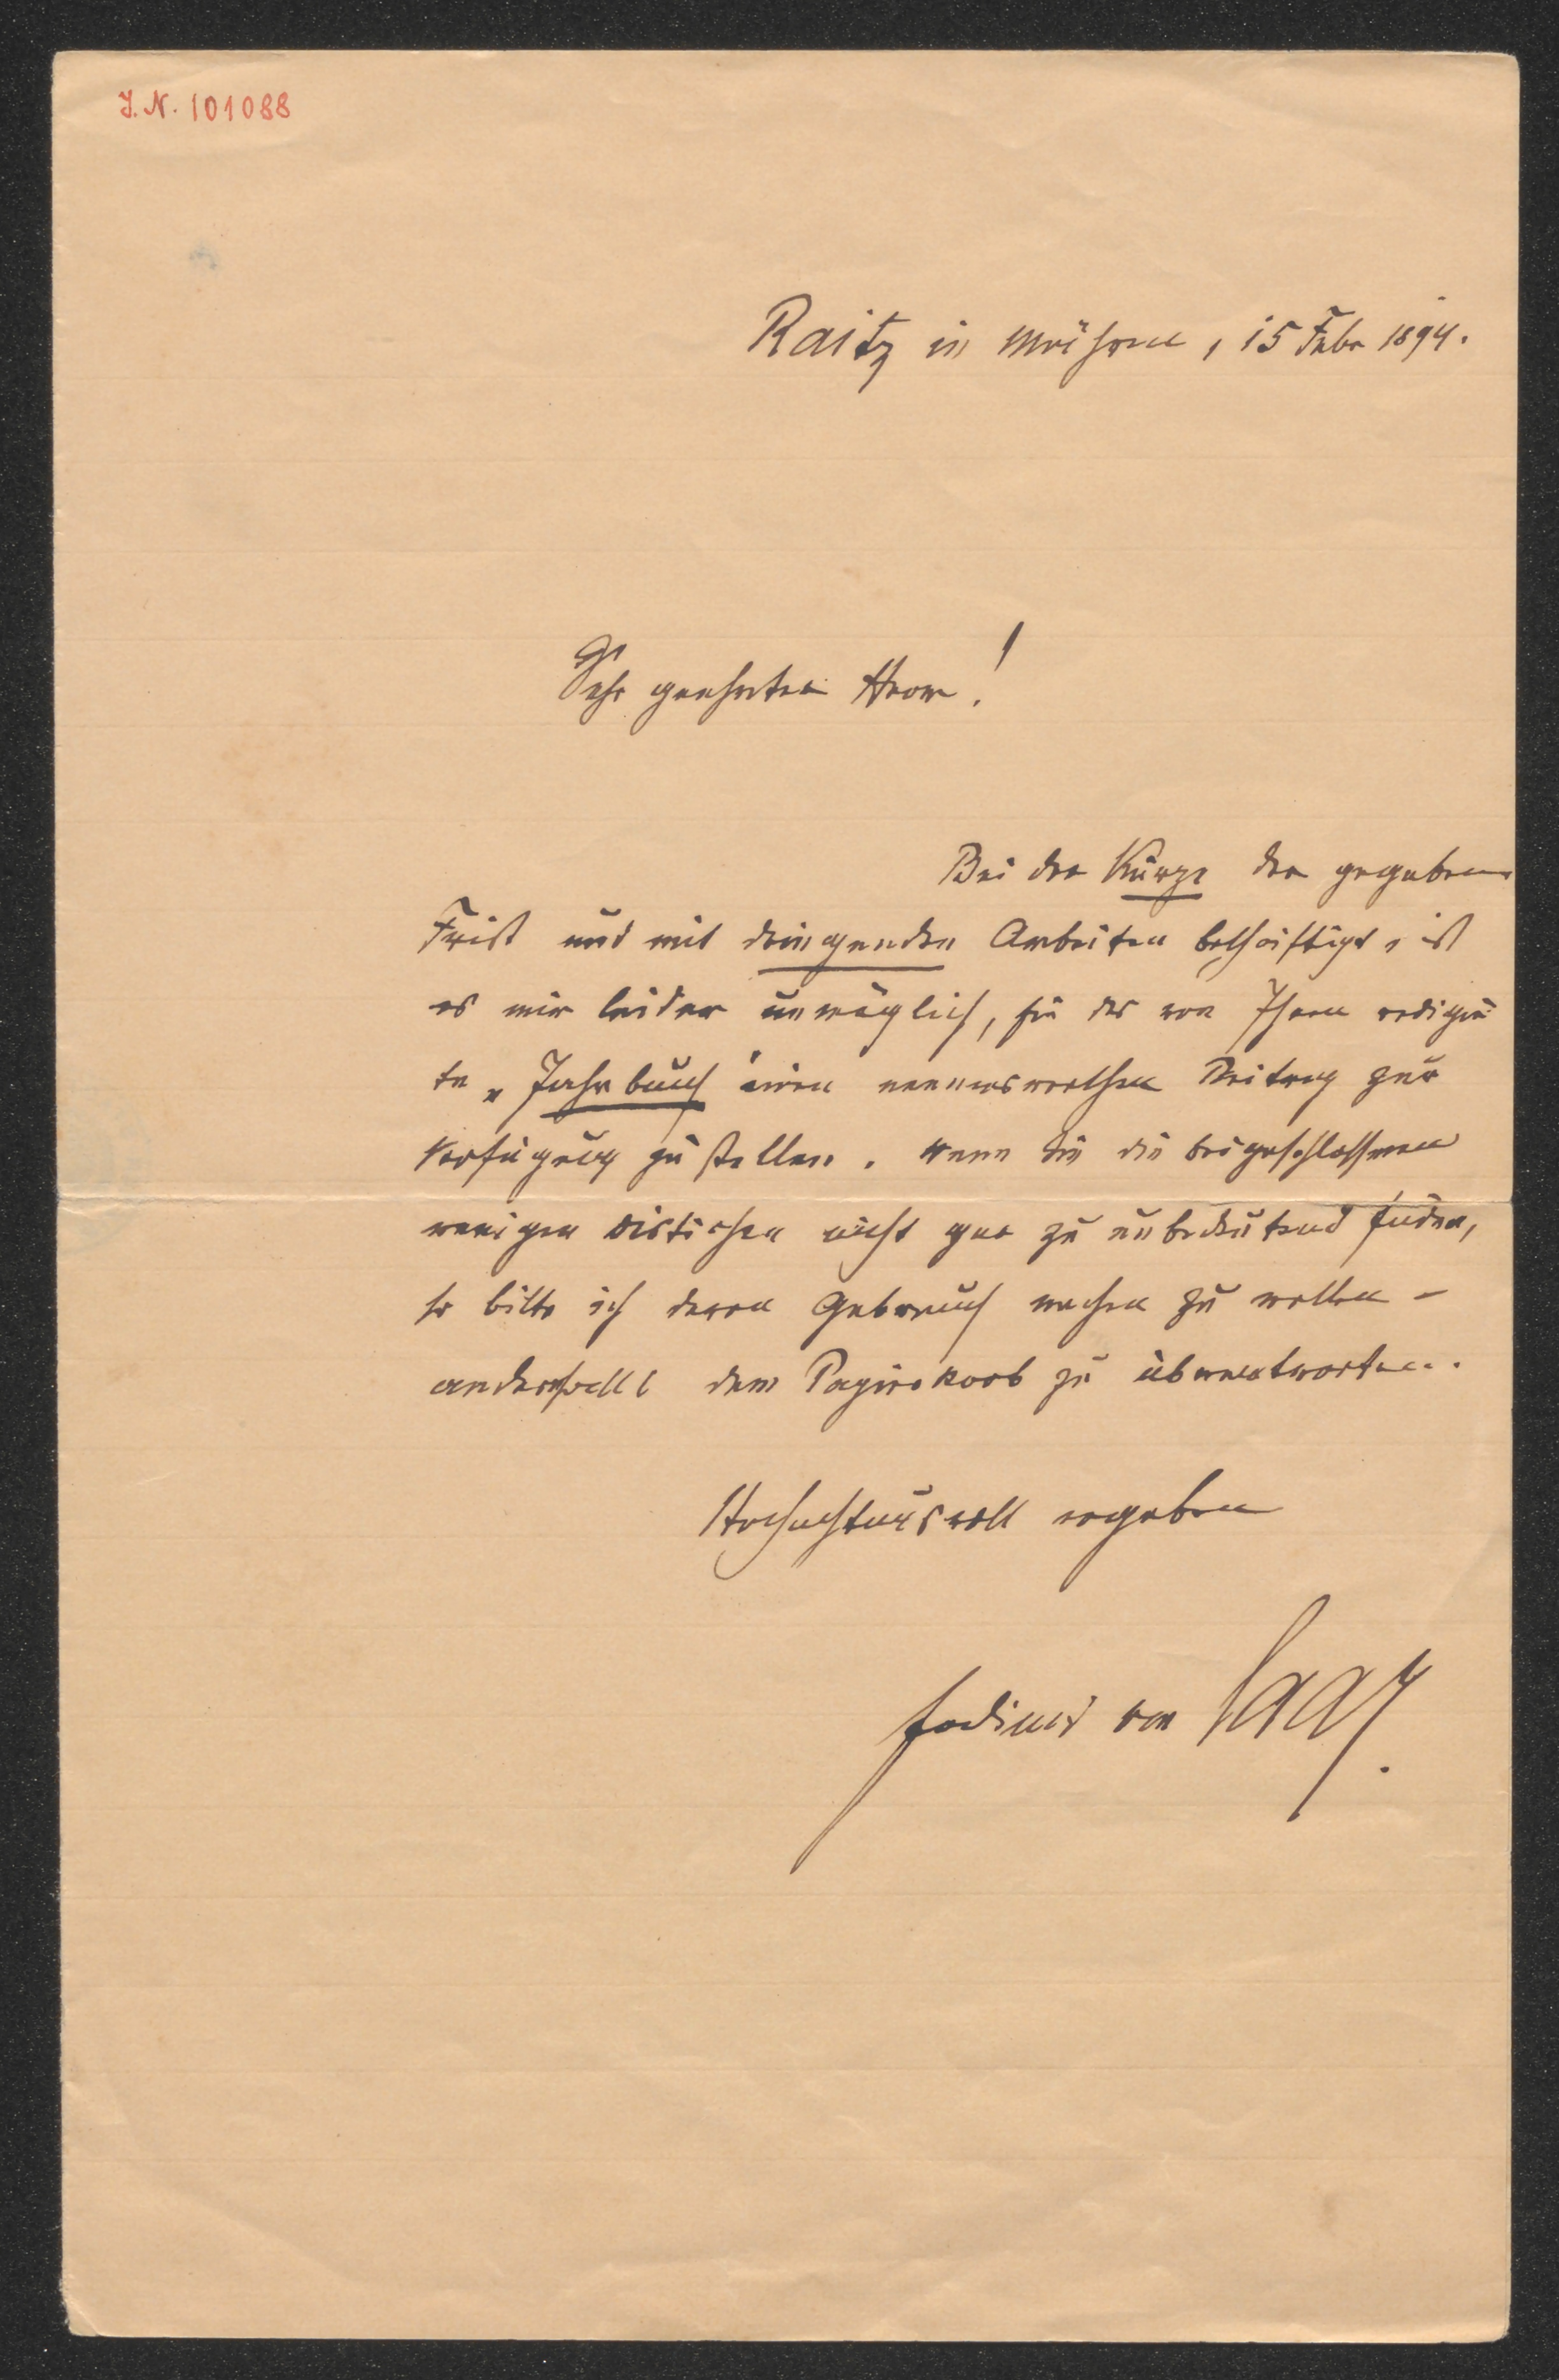 J. N. 101088
Raitz in Mähren, 15 Febr 1894.
Sehr geehrter Herr!
Bei der Kürze der gegebenen
Frist und mit dringenden Arbeiten beschäftigt, ist
es mir leider unmöglich, für das von Ihnen redigir-
te „Jahrbuch einen nennenswerthen Beitrag zur
Verfügung zu stellen. Wenn Sie die beigeschlossenen
wenigen Distichen nicht gar zu unbedeutend finden,
so bitte ich davon Gebrauch machen zu wollen –
andernfalls dem Papierkorb zu überantworten.
Hochachtungsvoll ergeben
Ferdinand von Saar.